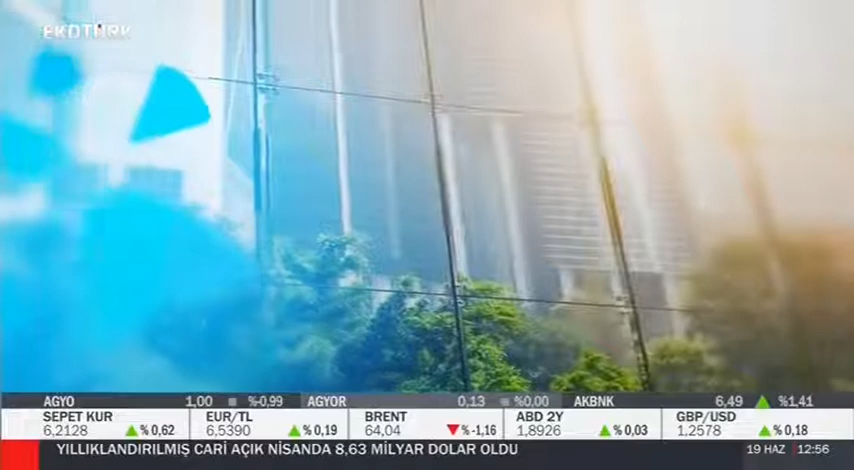 EKOTÜRK
AGYO 1,00 %-0,99 AGYOR 0,13 %0,00 AKBNK 6,49 %1,41
SEPET KUR EUR/TL BRENT ABD 2Y GBP/USD
6,2128 % 0,62 6,5390 % 0,19 64,04 % -1,16 1,8926 % 0,03 1,2578 % 0,18
YILLIKLANDIRILMIŞ CARİ AÇIK NİSANDA 8,63 MİLYAR DOLAR OLDU 19 HAZ 12:56